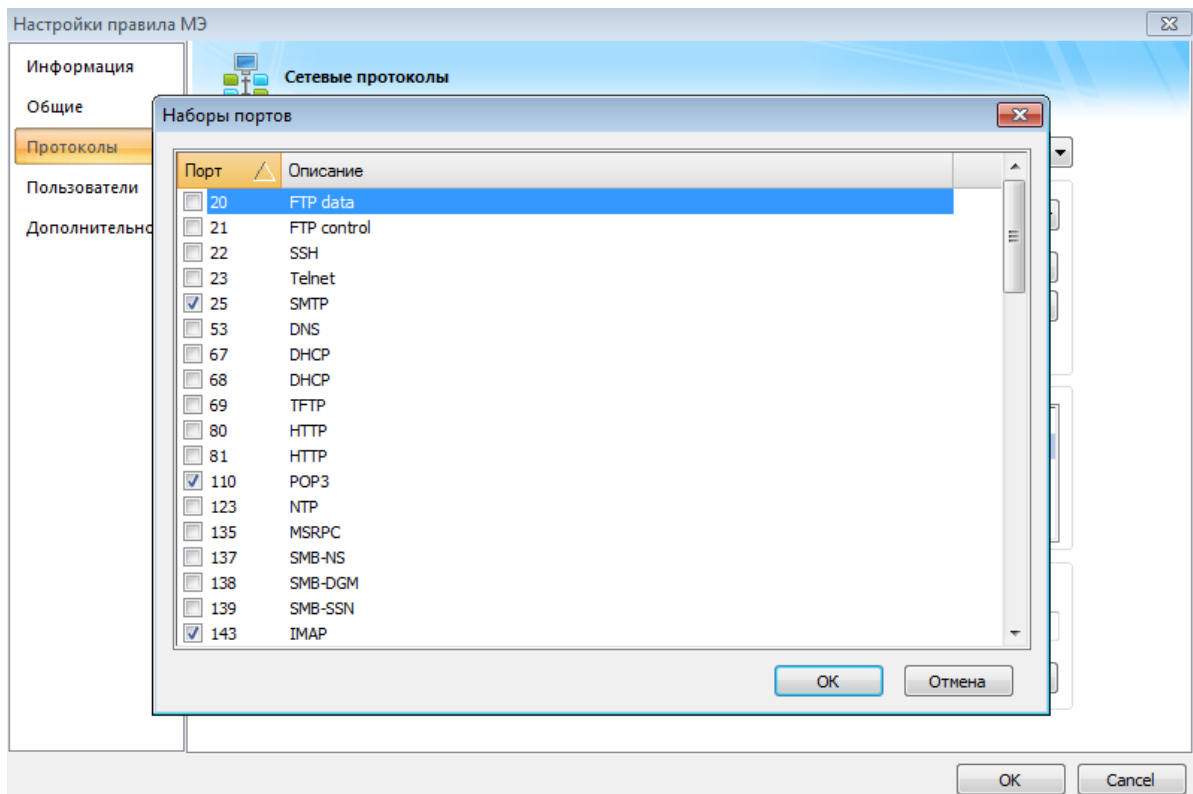 Настройки правила МЭ
Информация
Общие
Протоколы
Пользователи
Дополнительно
Сетевые протоколы
Наборы портов
Порт Описание
20 FTP data
21 FTP control
22 SSH
23 Telnet
25 SMTP
53 DNS
67 DHCP
68 DHCP
69 TFTP
80 HTTP
81 HTTP
110 POP3
123 NTP
135 MSRPC
137 SMB-NS
138 SMB-DGM
139 SMB-SSN
143 IMAP
OK Отмена
OK Cancel